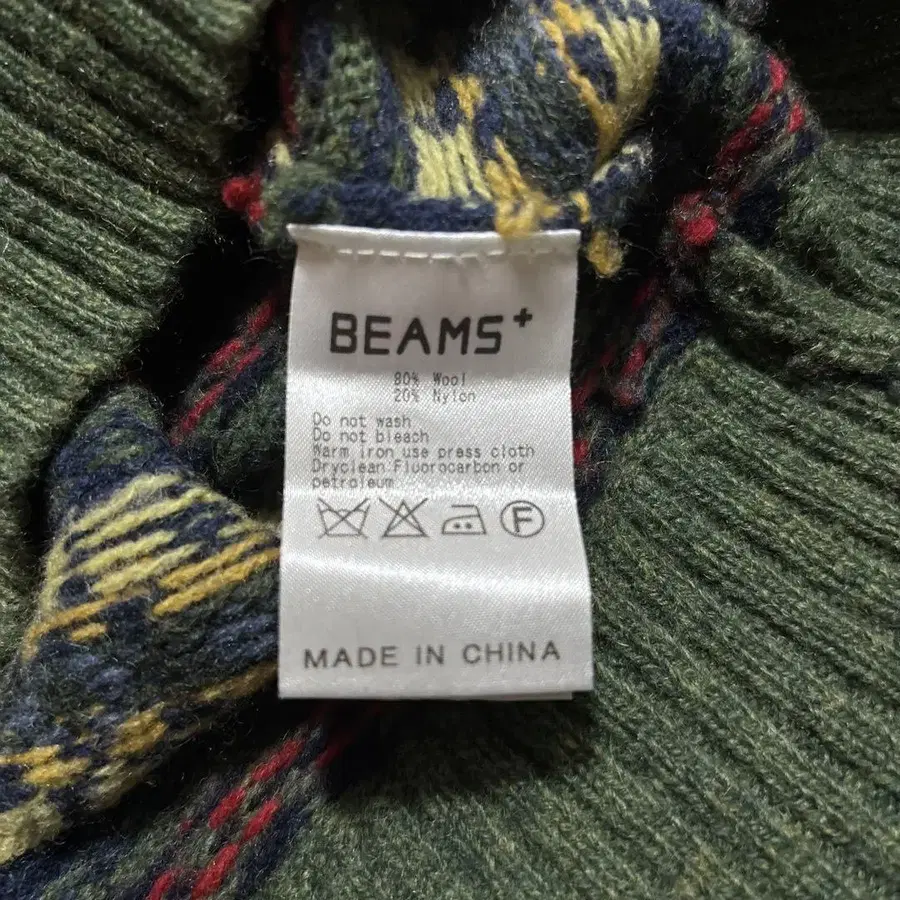 BEAMS+
80% Wool
20% Nylon
Do not wash
Do not bleach
Warm iron use press cloth
Dryclean Fluorocarbon or
petroleum
F
MADE IN CHINA